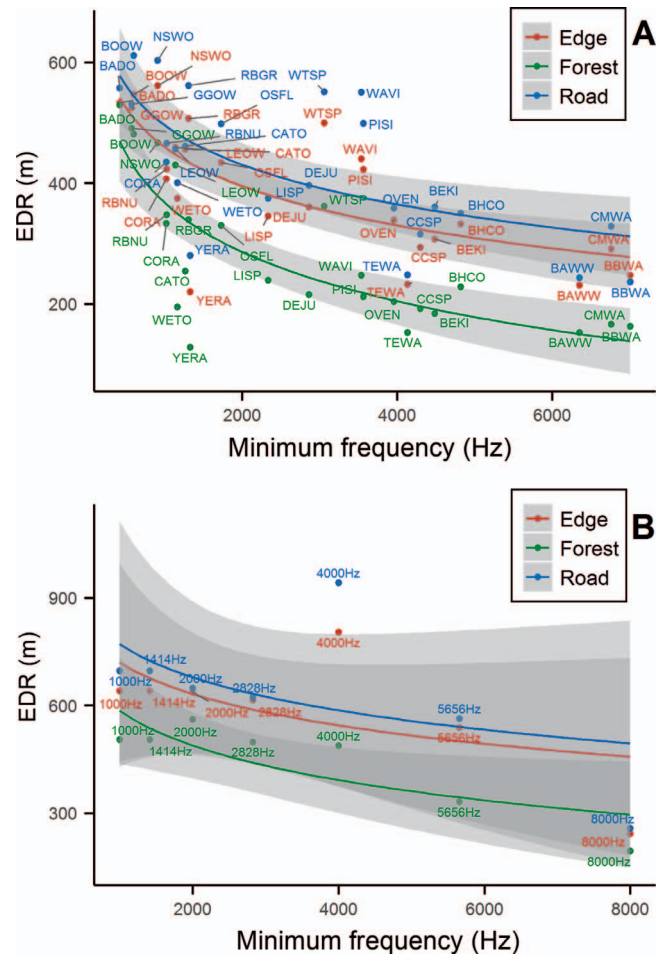 A
Edge
Forest
Road
600
400
200
EDR (m)
BOOW NSWO
BADO
BOOW NSWO
RBGR WTSP WAVI
BADO GGOW OSFL
GGOW RBGR WTSP PISI
BADO GGOW RBNU CATO
BOOW LEOW CATO WAVI
NSWO LEOW OSFL DEJU PISI
CORA LEOW WTSP OVEN BEKI
RBNU WETO WETO LISP BHCO CMWA
CORA DEJU OVEN CCSP BHCO
RBNU RBGR LISP BEKI CMWA
CORA YERA OSFL CCSP
CATO WAVI TEWA BAWW BBWA
LISP PISI TEWA BHCO BAWW BBWA
WETO YERA DEJU OVEN CCSP CMWA
YERA TEWA BEKI BAWW BBWA
2000 4000 6000
Minimum frequency (Hz)
B
Edge
Forest
Road
900
600
300
EDR (m)
4000Hz
4000Hz
1414Hz
1000Hz 2000Hz 2828Hz
1000Hz 1414Hz 2000Hz 2828Hz 5656Hz
1000Hz 2000Hz 4000Hz 5656Hz
1414Hz 2828Hz
5656Hz 8000Hz
8000Hz
8000Hz
2000 4000 6000 8000
Minimum frequency (Hz)